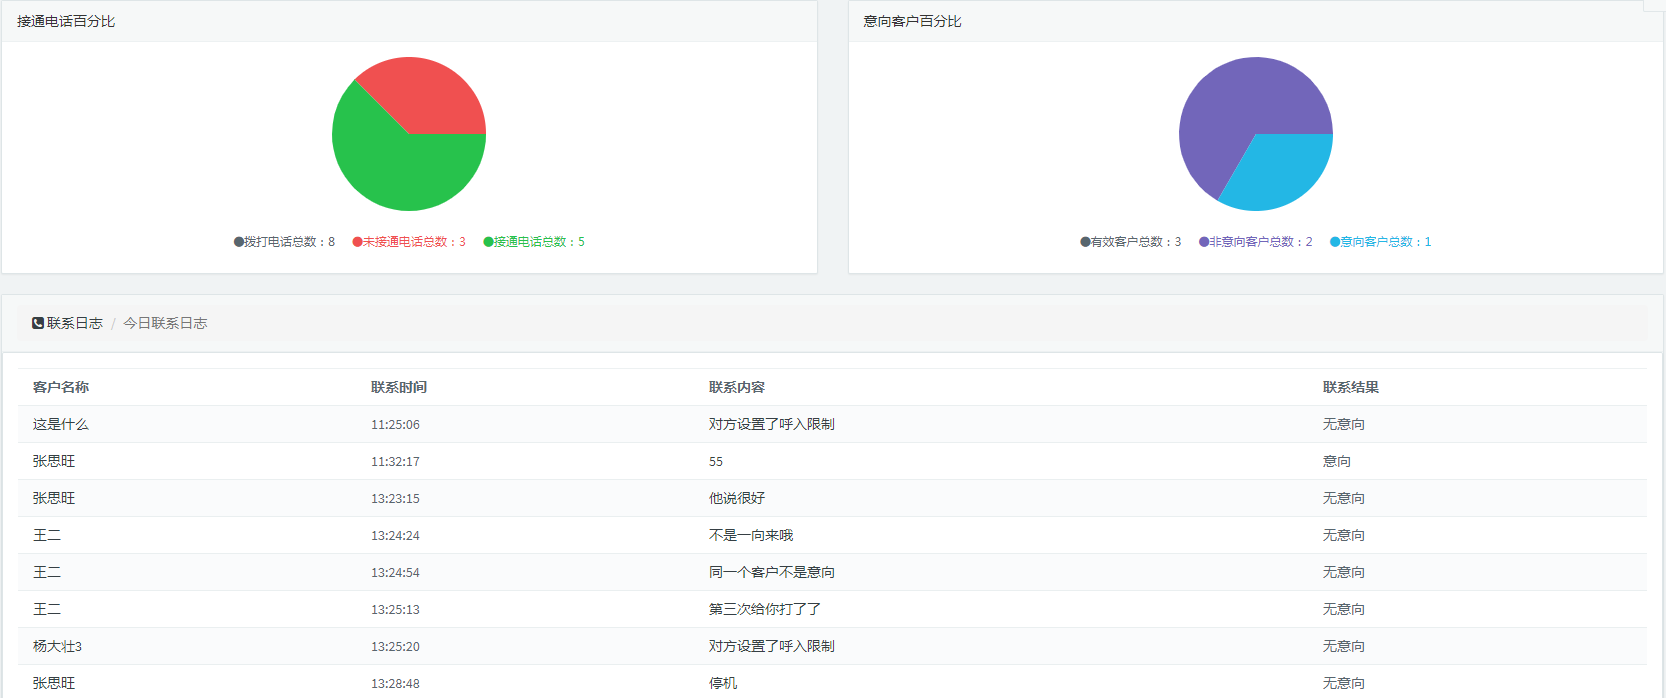 接通电话百分比
●拨打电话总数：8 ●未接通电话总数：3 ●接通电话总数：5
意向客户百分比
●有效客户总数：3 ●非意向客户总数：2 ●意向客户总数：1
联系日志 / 今日联系日志
客户名称 联系时间 联系内容 联系结果
这是什么 11:25:06 对方设置了呼入限制 无意向
张思旺 11:32:17 55 意向
张思旺 13:23:15 他说很好 无意向
王二 13:24:24 不是一向来哦 无意向
王二 13:24:54 同一个客户不是意向 无意向
王二 13:25:13 第三次给你打了了 无意向
杨大壮3 13:25:20 对方设置了呼入限制 无意向
张思旺 13:28:48 停机 无意向